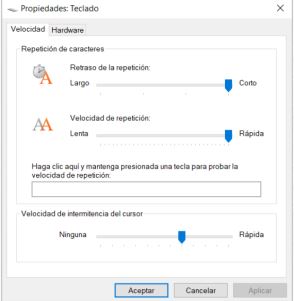 Propiedades: Teclado
Velocidad Hardware
Repetición de caracteres
Retraso de la repetición:
Largo Corto
Velocidad de repetición:
Lenta Rápida
Haga clic aquí y mantenga presionada una tecla para probar la
velocidad de repetición:
Velocidad de intermitencia del cursor
Ninguna Rápida
Aceptar Cancelar Aplicar